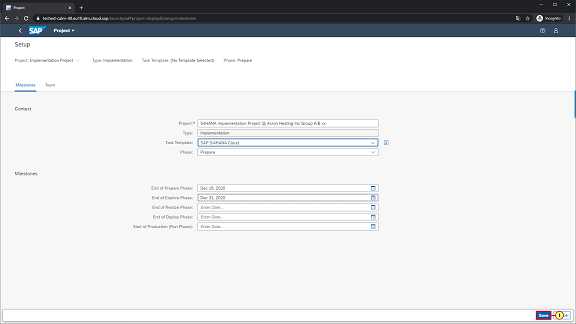 Project
teched-calm-48.eu10.alm.cloud.sap/launchpad#project-display&/setup/milestones
Incognito
SAP Project
Setup
Project: Implementation Project Type: Implementation Task Template: (No Template Selected) Phase: Prepare
Milestones Team
Context
Project:* S/4HANA Implementation Project @ Acron Heating Inc Group A/B xx
Type: Implementation
Task Template: SAP S/4HANA Cloud
Phase: Prepare
Milestones
End of Prepare Phase: Dec 18, 2020
End of Explore Phase: Dec 31, 2020
End of Realize Phase: Enter Date...
End of Deploy Phase: Enter Date...
Start of Production (Run Phase): Enter Date...
Save 1